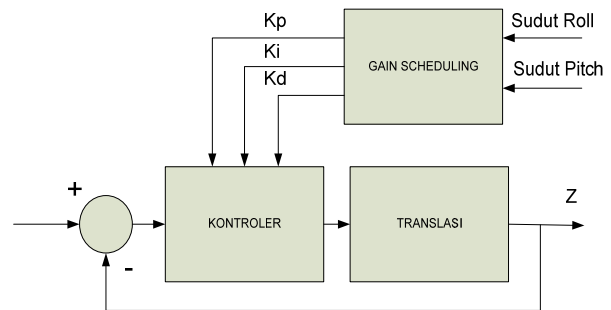 Kp
Sudut Roll
Ki
GAIN SCHEDULING
Kd
Sudut Pitch
+
KONTROLER
TRANSLASI
Z
-